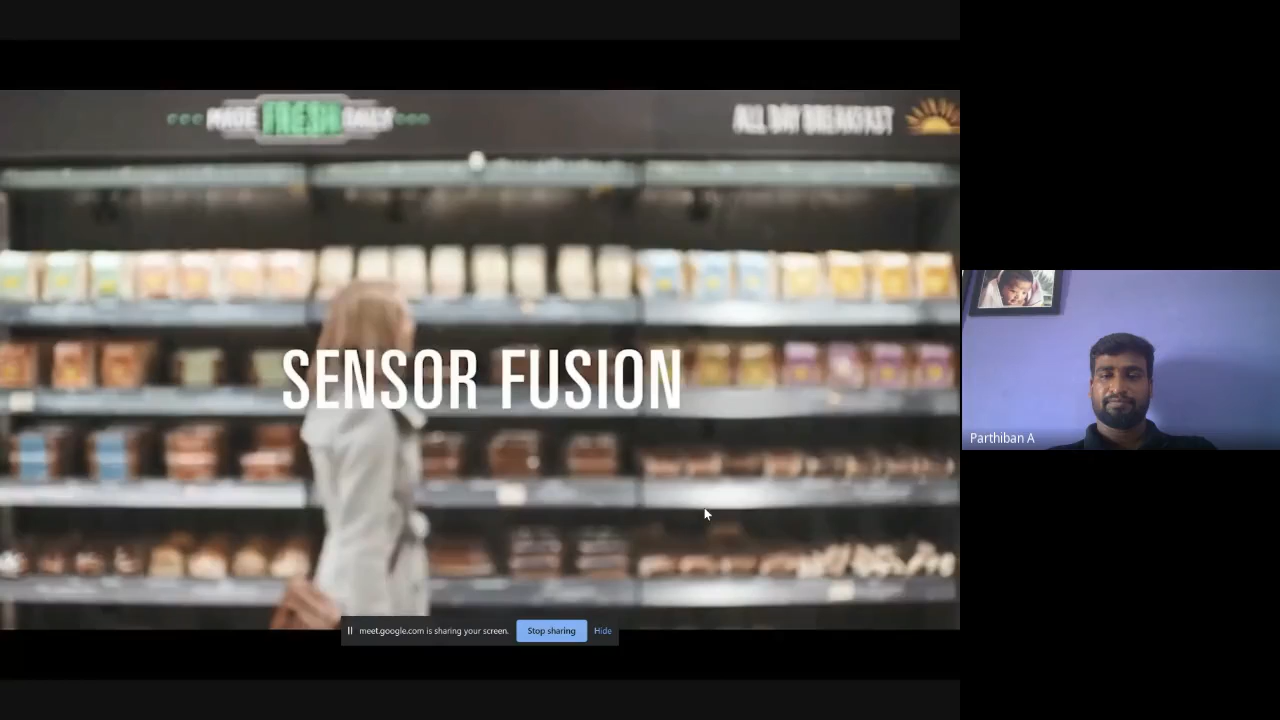 MADE FRESH DAILY
ALL DAY BREAKFAST
SENSOR FUSION
Parthiban A
meet.google.com is sharing your screen.
Stop sharing
Hide